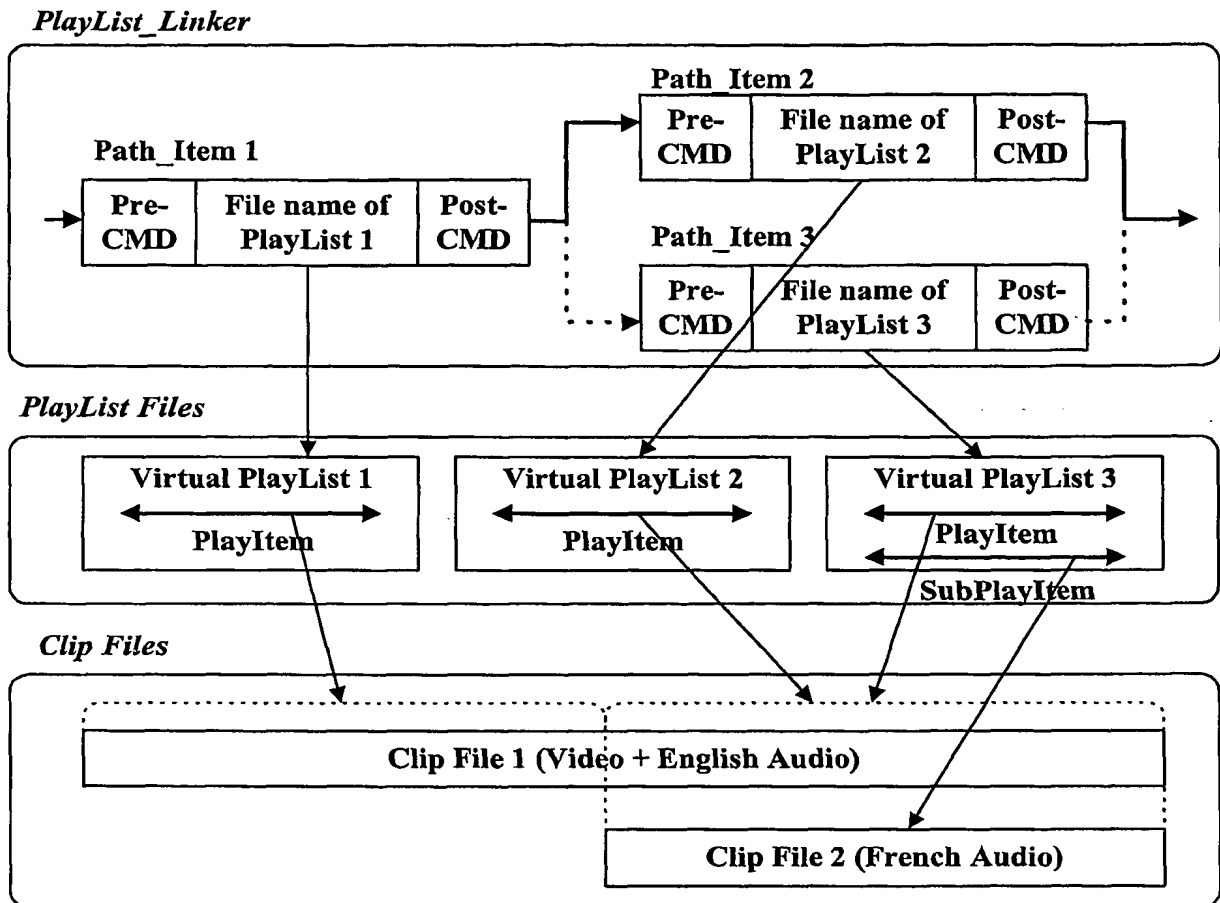 PlayList_Linker
Path_Item 1
Pre-
CMD
File name of
PlayList 1
Post-
CMD
Path_Item 2
Pre-
CMD
File name of
PlayList 2
Post-
CMD
Path_Item 3
Pre-
CMD
File name of
PlayList 3
Post-
CMD
PlayList Files
Virtual PlayList 1
PlayItem
Virtual PlayList 2
PlayItem
Virtual PlayList 3
PlayItem
SubPlayItem
Clip Files
Clip File 1 (Video + English Audio)
Clip File 2 (French Audio)